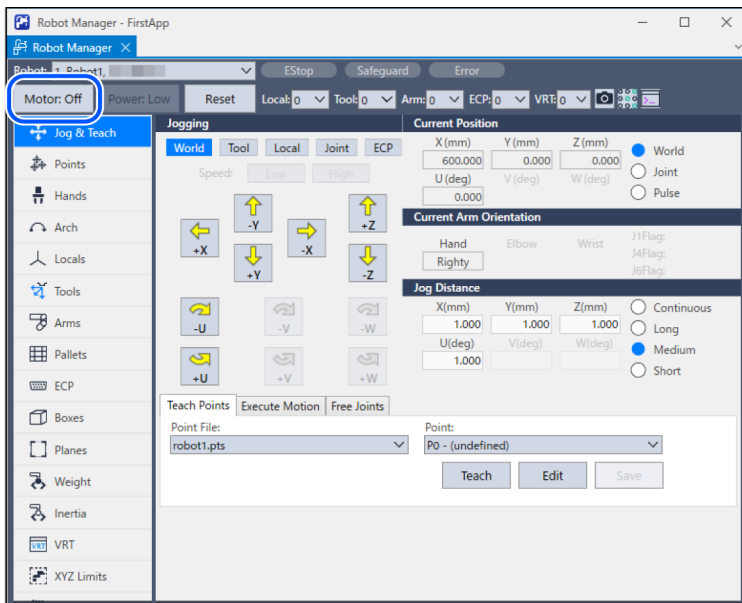 Robot Manager - FirstApp
Robot Manager
Robot: 1, Robot1, EStop Safeguard Error
Motor: Off Power: Low Reset Local: 0 Tool: 0 Arm: 0 ECP: 0 VRT: 0
Jog & Teach
Points
Hands
Arch
Locals
Tools
Arms
Pallets
ECP
Boxes
Planes
Weight
Inertia
VRT VRT
XYZ Limits
Jogging
World Tool Local Joint ECP
Speed: Low High
-Y +Z
+X -X
+Y -Z
-U -V -W
+U +V +W
Current Position
X (mm) Y (mm) Z (mm)
600.000 0.000 0.000
U (deg) V (deg) W (deg)
0.000
World
Joint
Pulse
Current Arm Orientation
Hand Elbow Wrist
Righty
J1Flag:
J4Flag:
J6Flag:
Jog Distance
X(mm) Y(mm) Z(mm)
1.000 1.000 1.000
U(deg) V(deg) W(deg)
1.000
Continuous
Long
Medium
Short
Teach Points Execute Motion Free Joints
Point File: Point:
robot1.pts P0 - (undefined)
Teach Edit Save